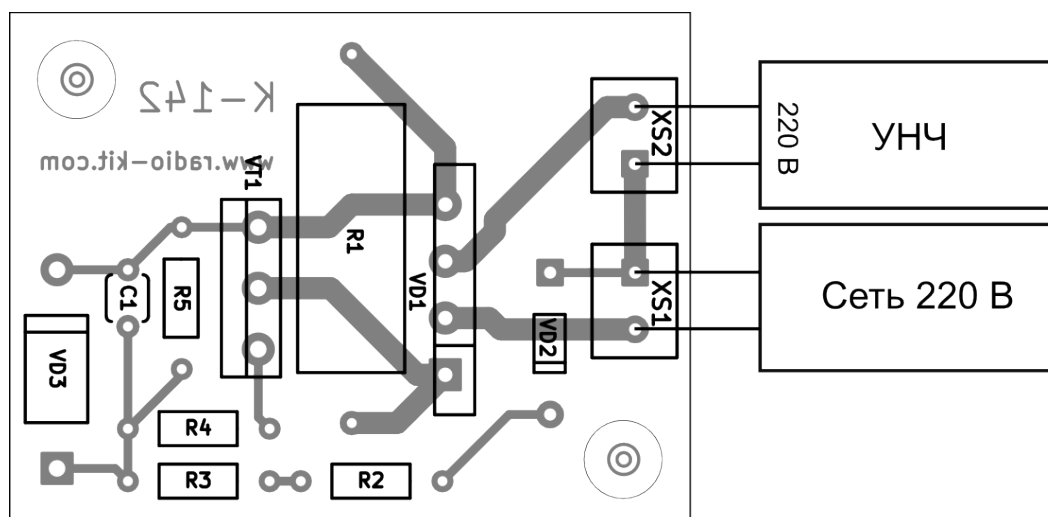 K-142
www.radio-kit.com
VT1
R1
VD1
XS2
220 В
УНЧ
C1
R5
VD3
VD2
XS1
Сеть 220 В
R4
R3
R2